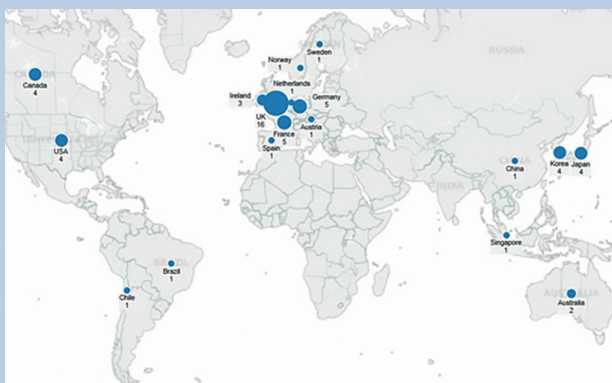 RUSSIA
Sweden
1
Norway
1
Canada
4
Netherlands
1
Ireland
3
Germany
5
UK
16
Austria
1
France
5
Spain
1
USA
4
China
1
Korea
4
Japan
4
INDIA
Singapore
1
BRAZIL
Brazil
1
Chile
1
AUSTRALIA
Australia
2